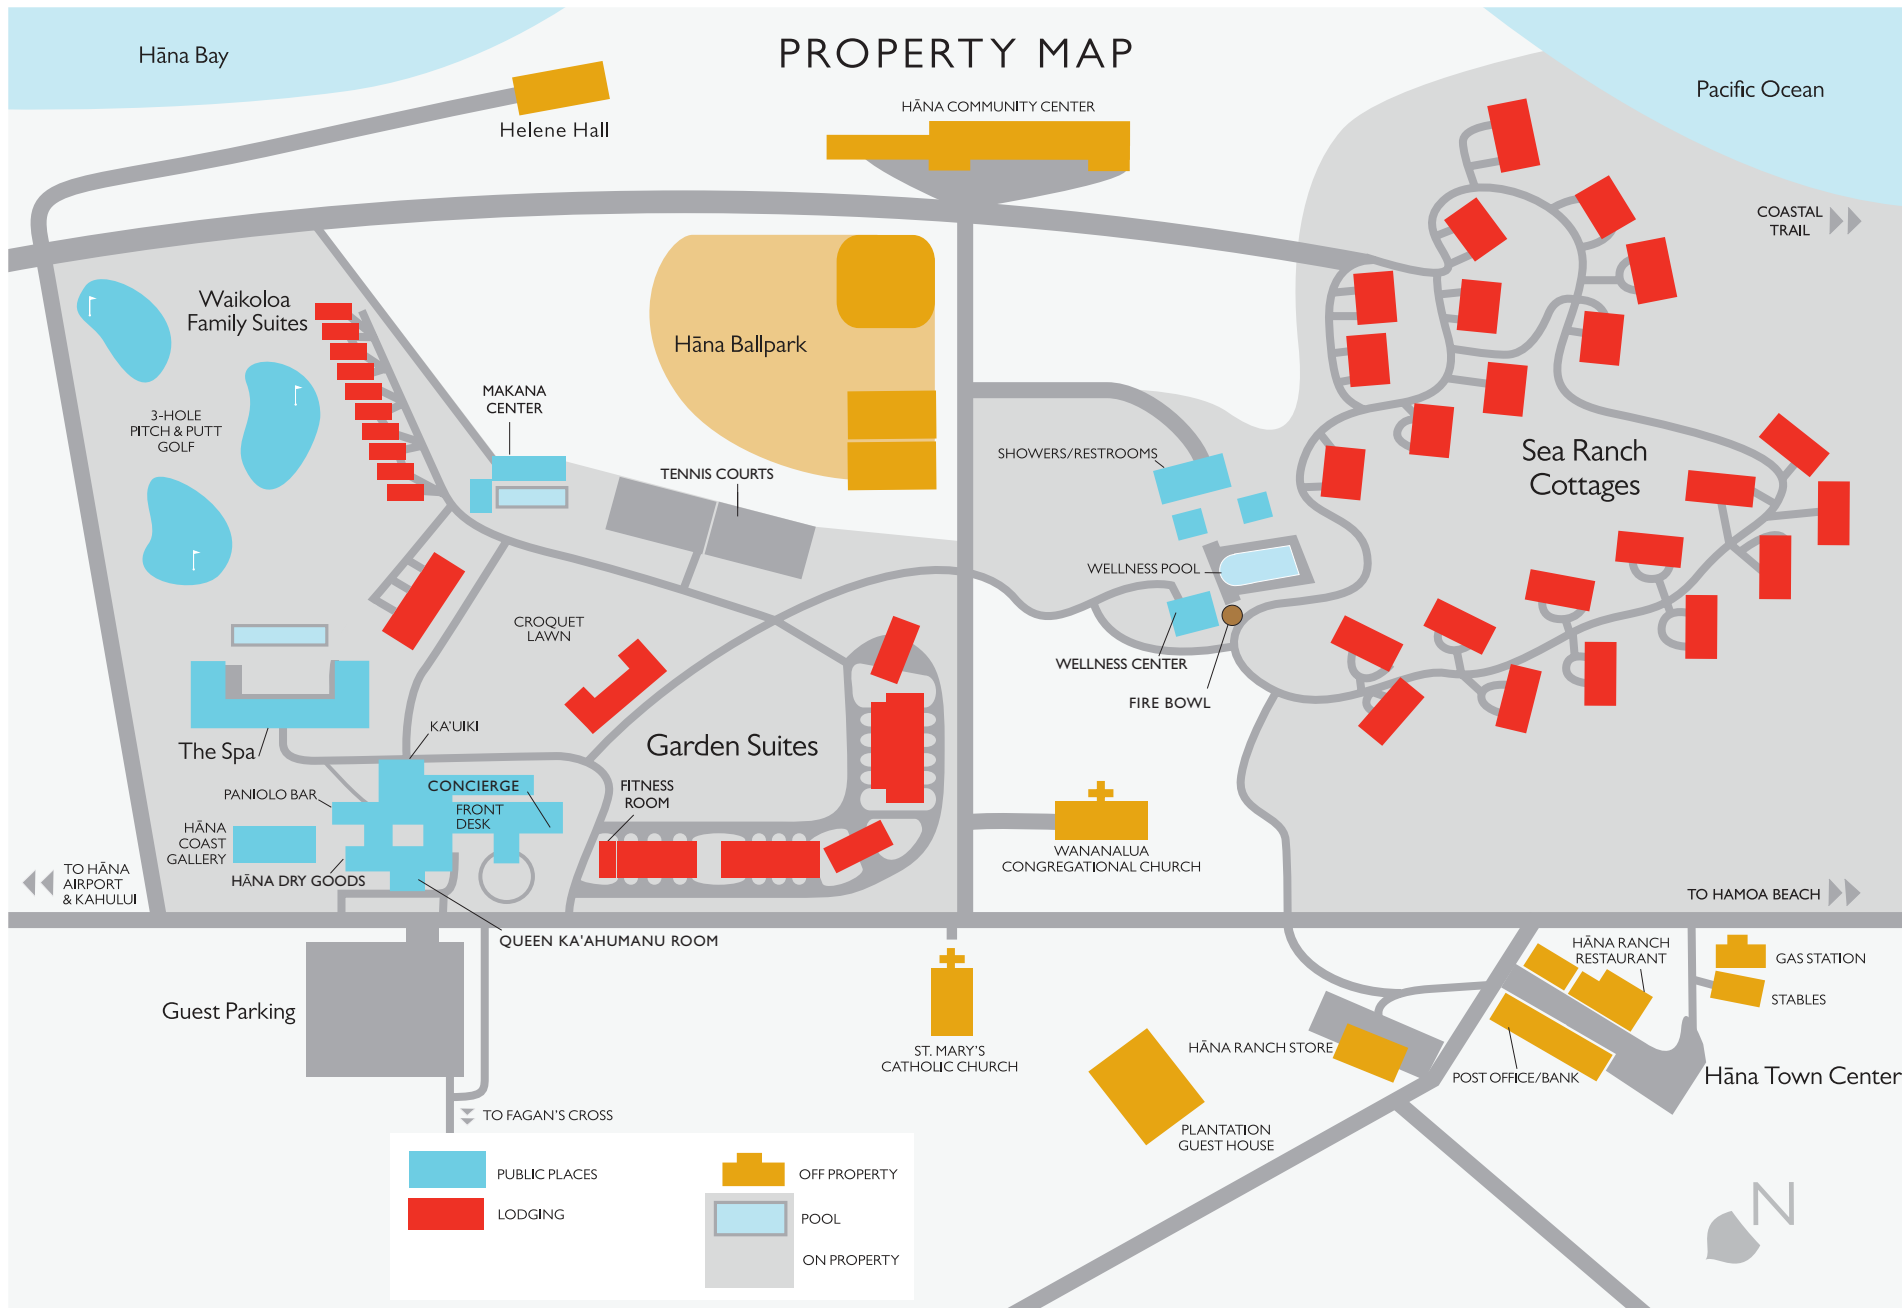 PROPERTY MAP
Hāna Bay
Helene Hall
HĀNA COMMUNITY CENTER
Pacific Ocean
COASTAL
TRAIL
Waikoloa
Family Suites
3-HOLE
PITCH & PUTT
GOLF
MAKANA
CENTER
Hāna Ballpark
TENNIS COURTS
SHOWERS/RESTROOMS
Sea Ranch
Cottages
WELLNESS POOL
CROQUET
LAWN
WELLNESS CENTER
FIRE BOWL
KA'UIKI
The Spa
Garden Suites
CONCIERGE
FITNESS
ROOM
PANIOLO BAR
FRONT
DESK
HĀNA
COAST
GALLERY
HĀNA DRY GOODS
WANANALUA
CONGREGATIONAL CHURCH
TO HĀNA
AIRPORT
& KAHULUI
TO HAMOA BEACH
QUEEN KA'AHUMANU ROOM
HĀNA RANCH
RESTAURANT
GAS STATION
STABLES
Guest Parking
ST. MARY'S
CATHOLIC CHURCH
HĀNA RANCH STORE
POST OFFICE/BANK
Hāna Town Center
TO FAGAN'S CROSS
PLANTATION
GUEST HOUSE
PUBLIC PLACES
OFF PROPERTY
LODGING
POOL
ON PROPERTY
N